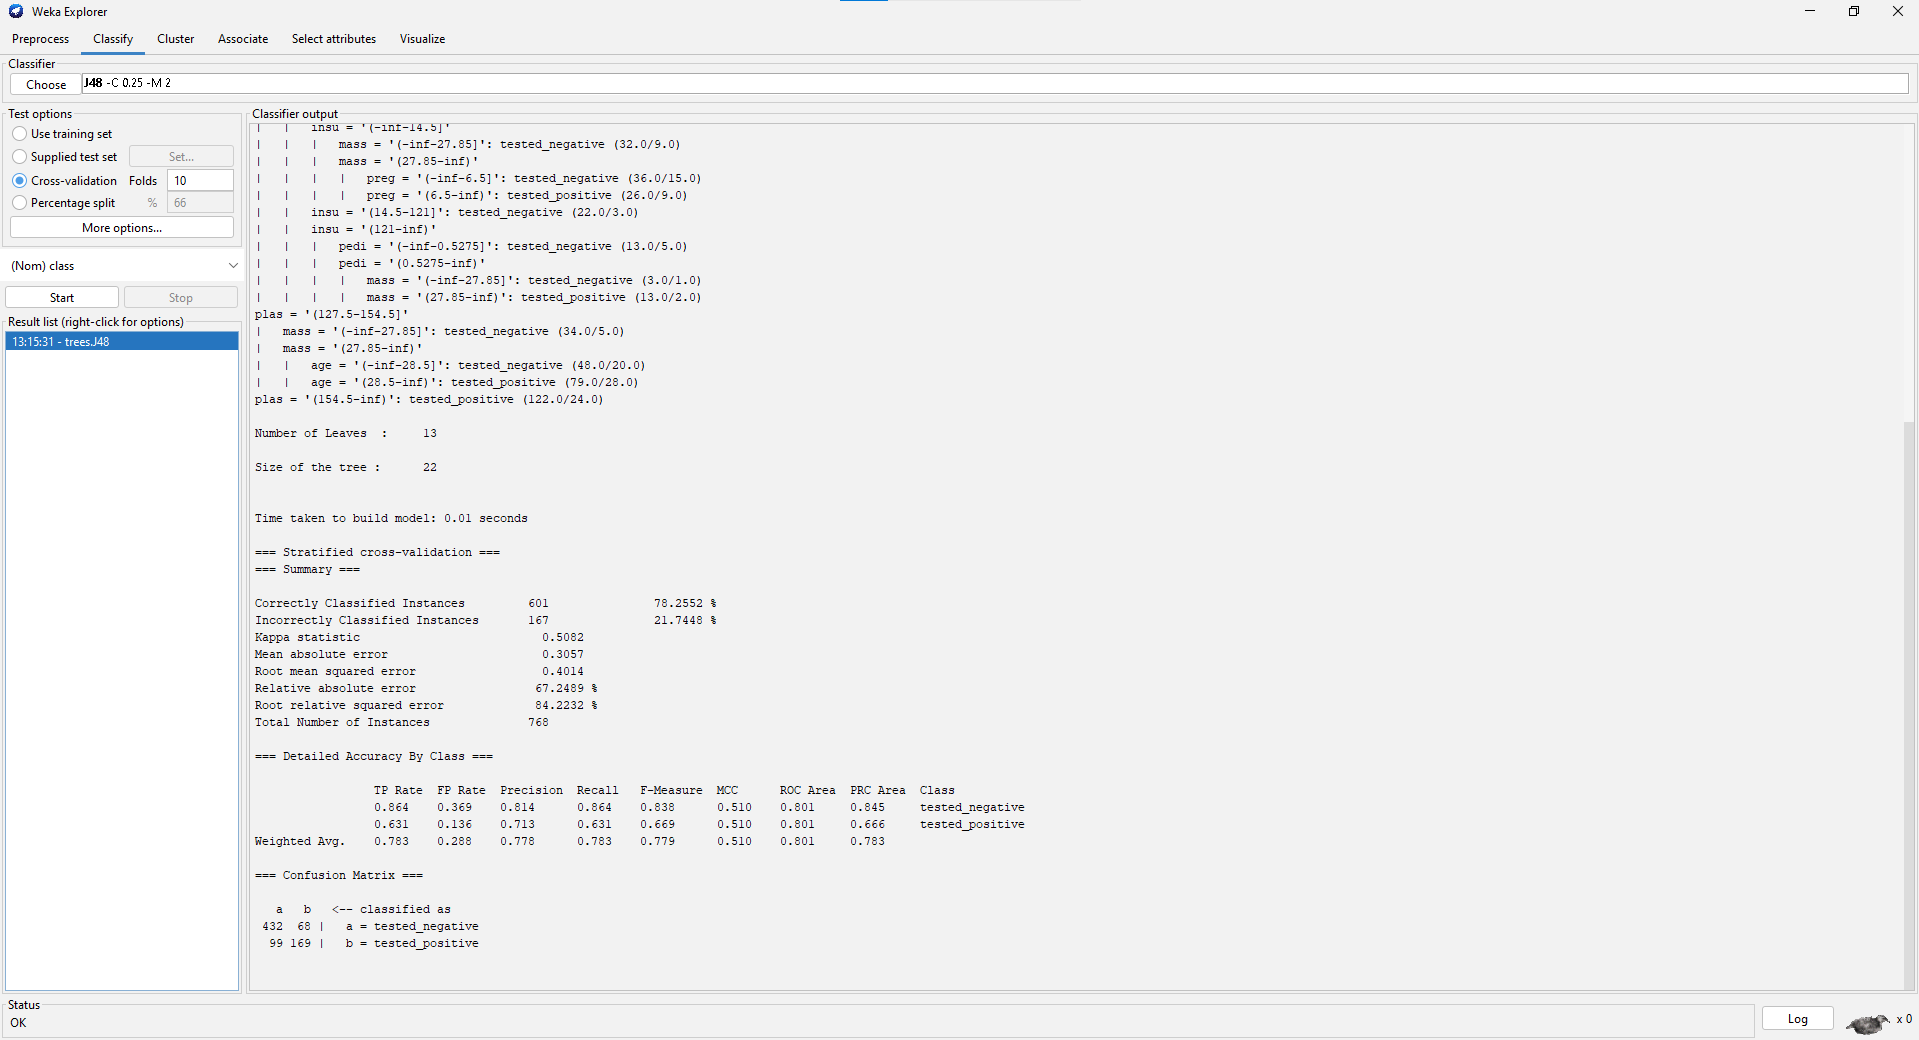 Weka Explorer
Preprocess Classify Cluster Associate Select attributes Visualize
Classifier
Choose J48 -C 0.25 -M 2
Test options
Use training set
Supplied test set Set...
Cross-validation Folds 10
Percentage split % 66
More options...
(Nom) class
Start Stop
Result list (right-click for options)
13:15:31 - trees.J48
Classifier output
|   |   insu = '(-inf-14.5]'
|   |   |   mass = '(-inf-27.85]': tested_negative (32.0/9.0)
|   |   |   mass = '(27.85-inf)'
|   |   |   |   preg = '(-inf-6.5]': tested_negative (36.0/15.0)
|   |   |   |   preg = '(6.5-inf)': tested_positive (26.0/9.0)
|   |   insu = '(14.5-121]': tested_negative (22.0/3.0)
|   |   insu = '(121-inf)'
|   |   |   pedi = '(-inf-0.5275]': tested_negative (13.0/5.0)
|   |   |   pedi = '(0.5275-inf)'
|   |   |   |   mass = '(-inf-27.85]': tested_negative (3.0/1.0)
|   |   |   |   mass = '(27.85-inf)': tested_positive (13.0/2.0)
plas = '(127.5-154.5]'
|   mass = '(-inf-27.85]': tested_negative (34.0/5.0)
|   mass = '(27.85-inf)'
|   |   age = '(-inf-28.5]': tested_negative (48.0/20.0)
|   |   age = '(28.5-inf)': tested_positive (79.0/28.0)
plas = '(154.5-inf)': tested_positive (122.0/24.0)
Number of Leaves  :     13
Size of the tree :      22
Time taken to build model: 0.01 seconds
=== Stratified cross-validation ===
=== Summary ===
Correctly Classified Instances         601               78.2552 %
Incorrectly Classified Instances       167               21.7448 %
Kappa statistic                          0.5082
Mean absolute error                      0.3057
Root mean squared error                  0.4014
Relative absolute error                 67.2489 %
Root relative squared error             84.2232 %
Total Number of Instances              768
=== Detailed Accuracy By Class ===
TP Rate  FP Rate  Precision  Recall   F-Measure  MCC      ROC Area  PRC Area  Class
0.864    0.369    0.814      0.864    0.838      0.510    0.801     0.845     tested_negative
0.631    0.136    0.713      0.631    0.669      0.510    0.801     0.666     tested_positive
Weighted Avg.    0.783    0.288    0.778      0.783    0.779      0.510    0.801     0.783
=== Confusion Matrix ===
a   b   <-- classified as
432  68 |   a = tested_negative
99 169 |   b = tested_positive
Status
OK
Log x 0